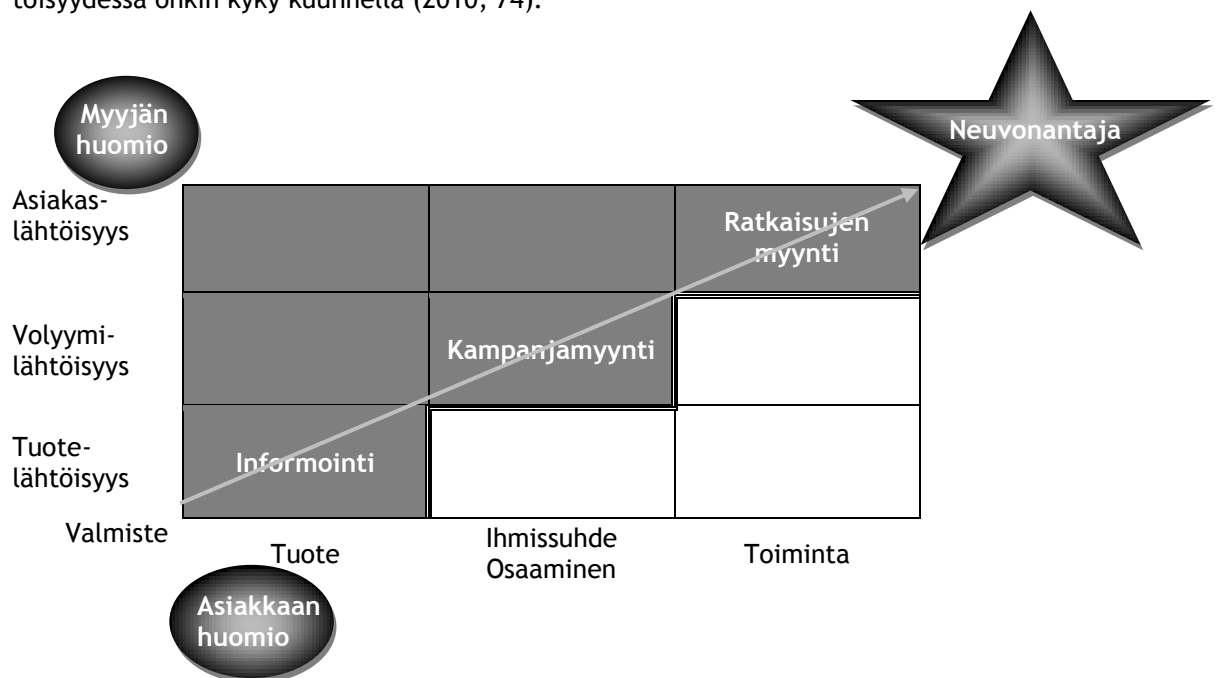 töisyydessä onkin kyky kuunnella (2010, 74).
Myyjän
huomio
Neuvonantaja
Asiakas-
lähtöisyys
Ratkaisujen
myynti
Volyymi-
lähtöisyys
Kampanjamyynti
Tuote-
lähtöisyys
Informointi
Valmiste
Tuote
Ihmissuhde
Osaaminen
Toiminta
Asiakkaan
huomio